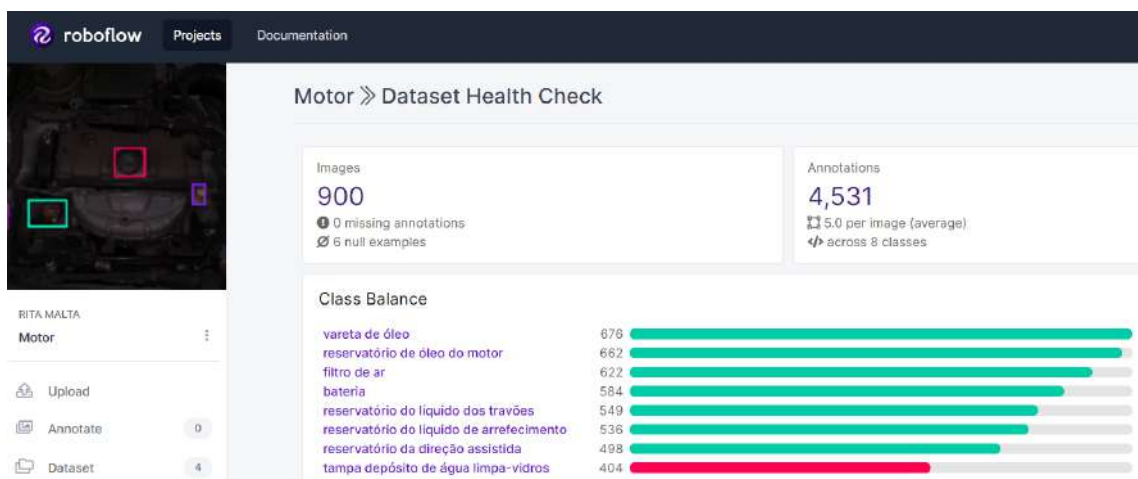 roboflow Projects Documentation
Motor >> Dataset Health Check
Images
900
0 missing annotations
6 null examples
Annotations
4,531
5.0 per image (average)
</> across 8 classes
Class Balance
vareta de óleo 676
reservatório de óleo do motor 662
filtro de ar 622
bateria 584
reservatório do líquido dos travões 549
reservatório do líquido de arrefecimento 536
reservatório da direção assistida 498
tampa depósito de água limpa-vidros 404
RITA MALTA
Motor
Upload
Annotate 0
Dataset 4